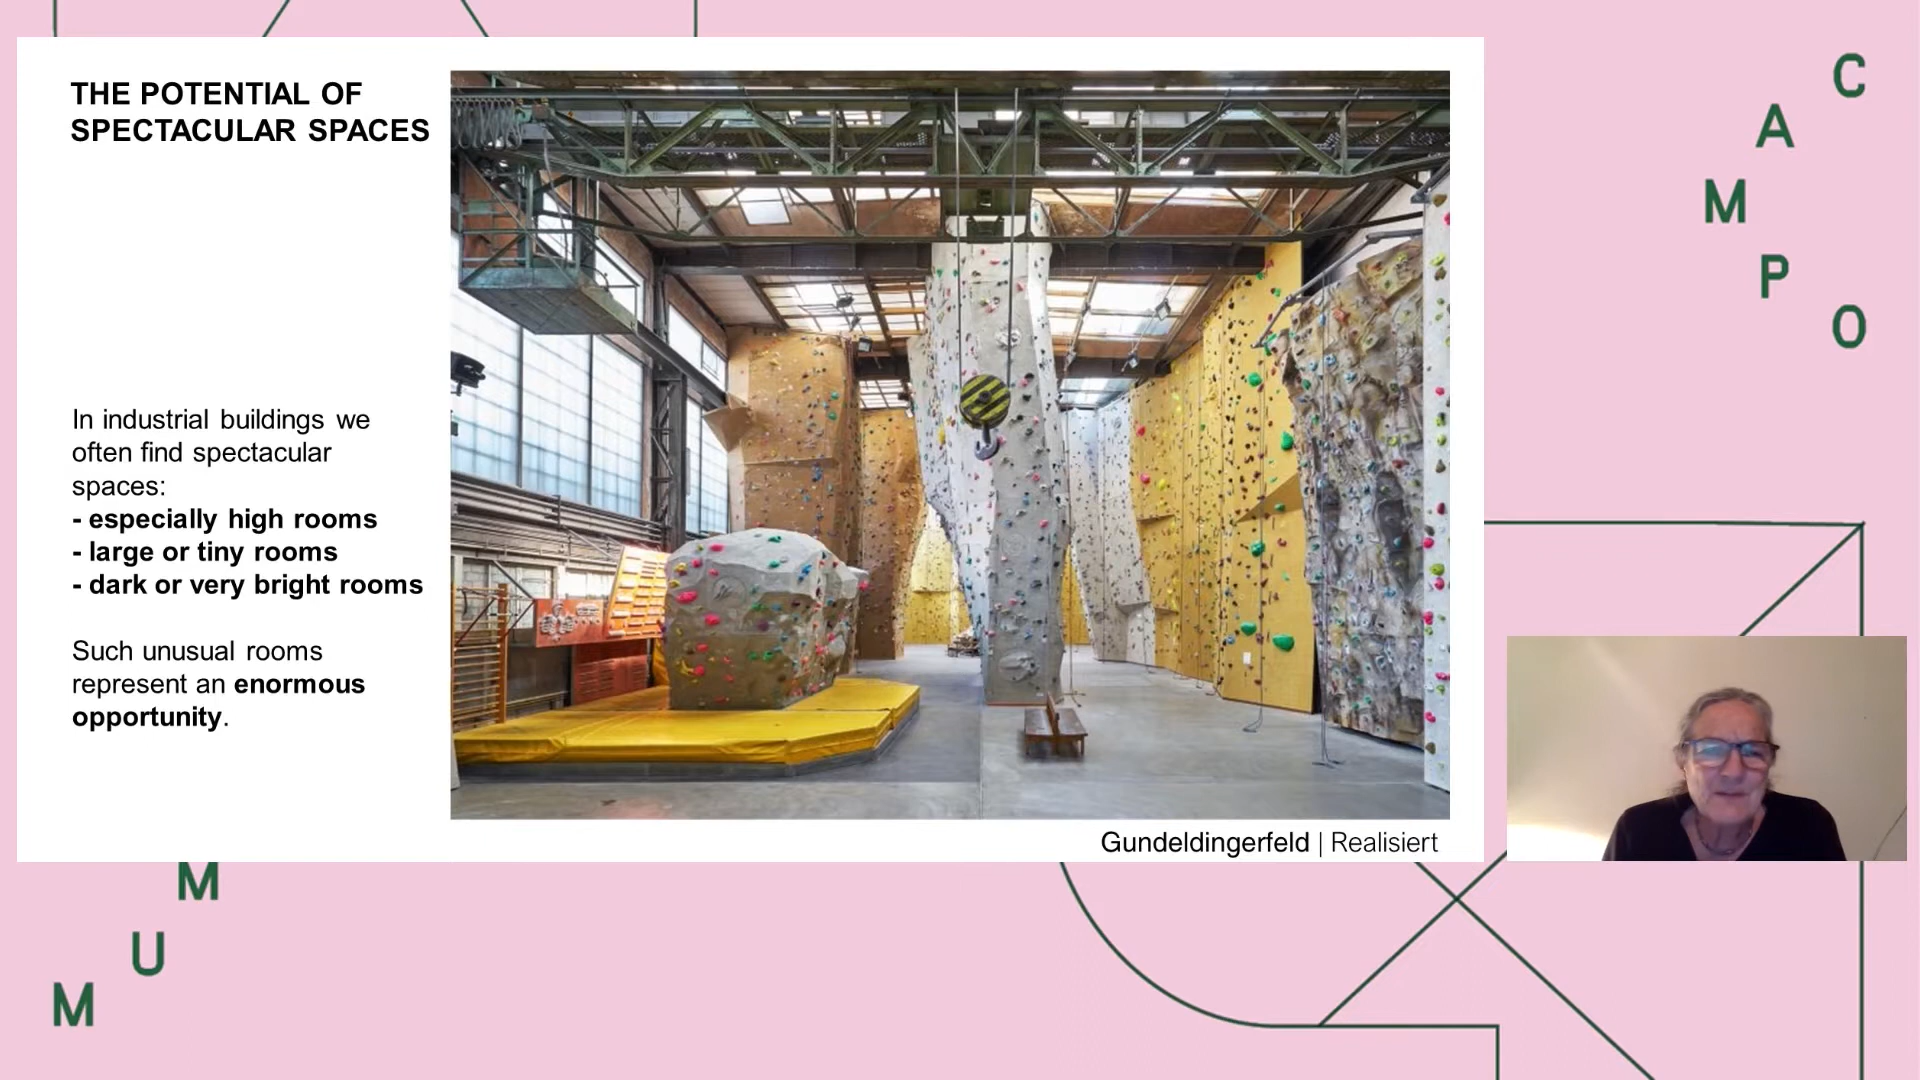 THE POTENTIAL OF
SPECTACULAR SPACES
In industrial buildings we
often find spectacular
spaces:
- especially high rooms
- large or tiny rooms
- dark or very bright rooms
Such unusual rooms
represent an enormous
opportunity.
Gundeldingerfeld | Realisiert
C
A
M
P
O
M
U
M